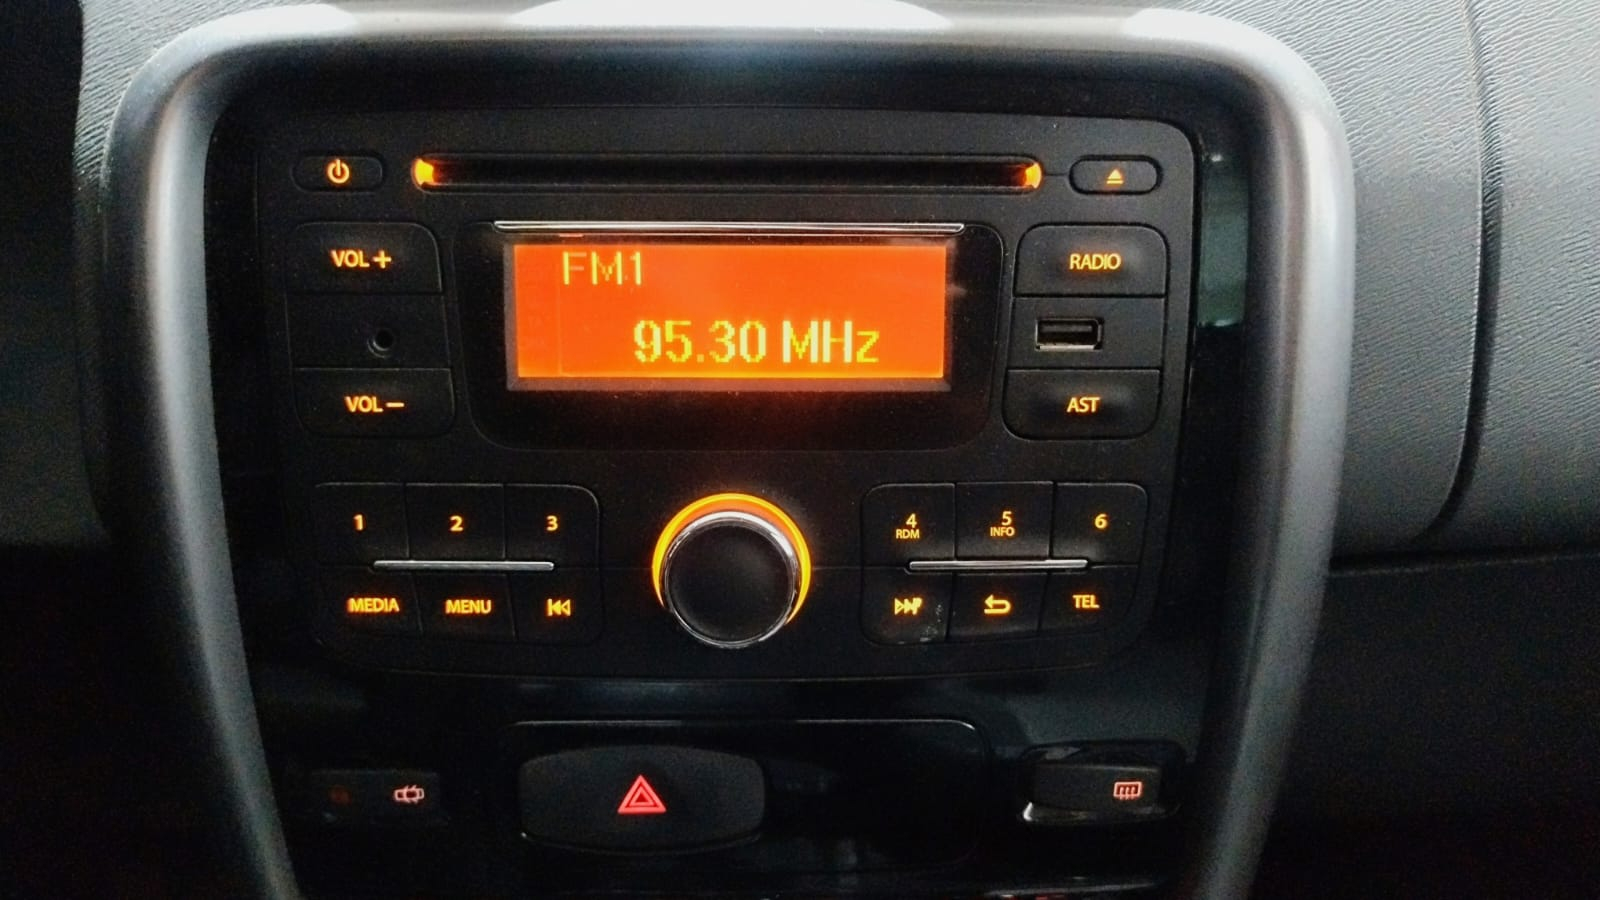 VOL +
FM1
RADIO
95.30 MHz
VOL –
AST
1 2 3
4 5 6
RDM INFO
MEDIA MENU
TEL